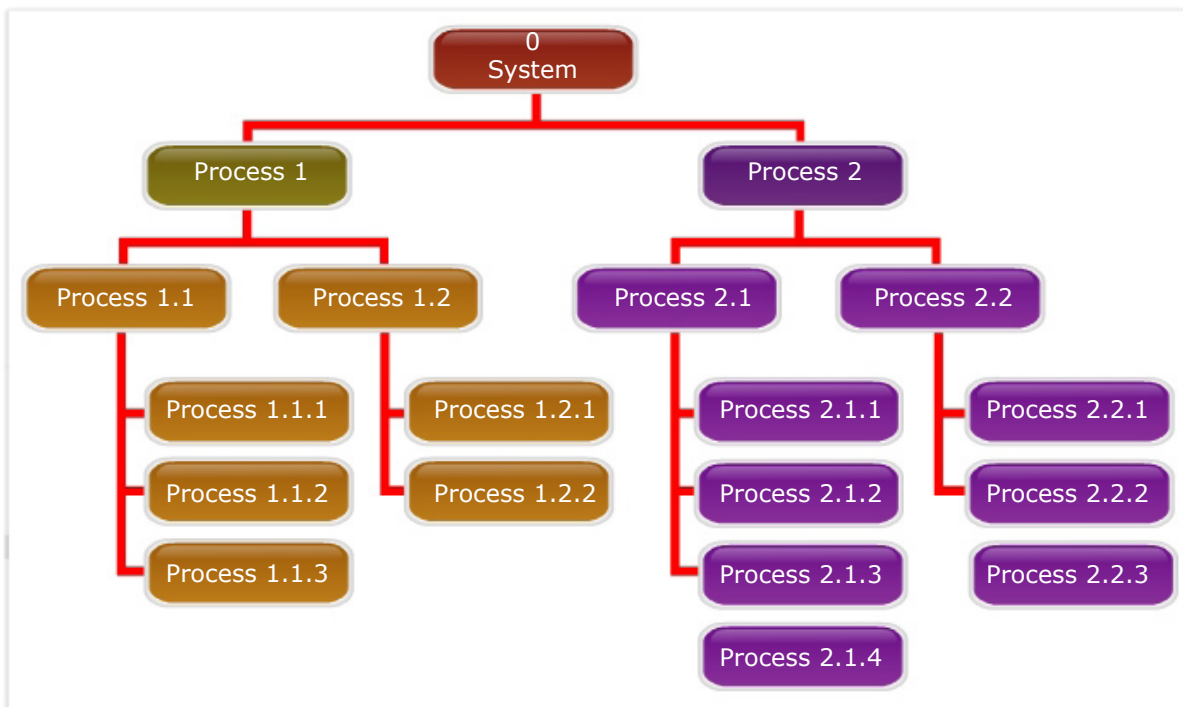 0
System
Process 1
Process 2
Process 1.1
Process 1.2
Process 2.1
Process 2.2
Process 1.1.1
Process 1.2.1
Process 2.1.1
Process 2.2.1
Process 1.1.2
Process 1.2.2
Process 2.1.2
Process 2.2.2
Process 1.1.3
Process 2.1.3
Process 2.2.3
Process 2.1.4